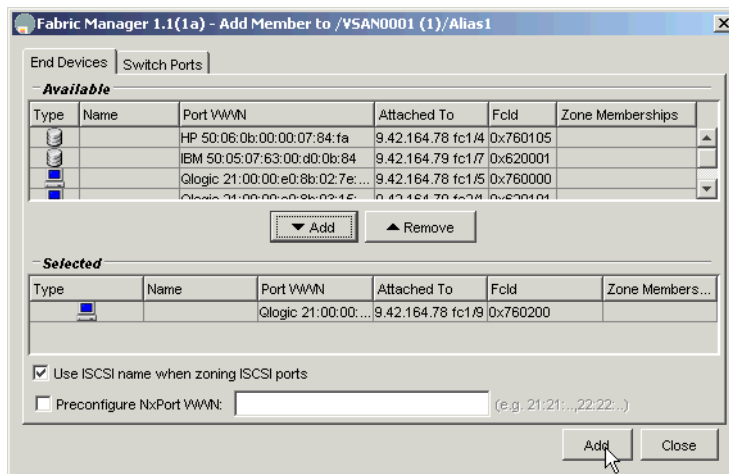 Fabric Manager 1.1(1a) - Add Member to /VSAN0001 (1)/Alias1
End Devices Switch Ports
Available
Type Name Port WWN Attached To FcId Zone Memberships
HP 50:06:0b:00:00:07:84:fa 9.42.164.78 fc1/4 0x760105
IBM 50:05:07:63:00:d0:0b:84 9.42.164.79 fc1/7 0x620001
Qlogic 21:00:00:e0:8b:02:7e:... 9.42.164.78 fc1/5 0x760000
Add Remove
Selected
Type Name Port WWN Attached To FcId Zone Members...
Qlogic 21:00:00:... 9.42.164.78 fc1/9 0x760200
Use ISCSI name when zoning ISCSI ports
Preconfigure NxPort WWN: (e.g. 21:21:..,22:22:..)
Add Close